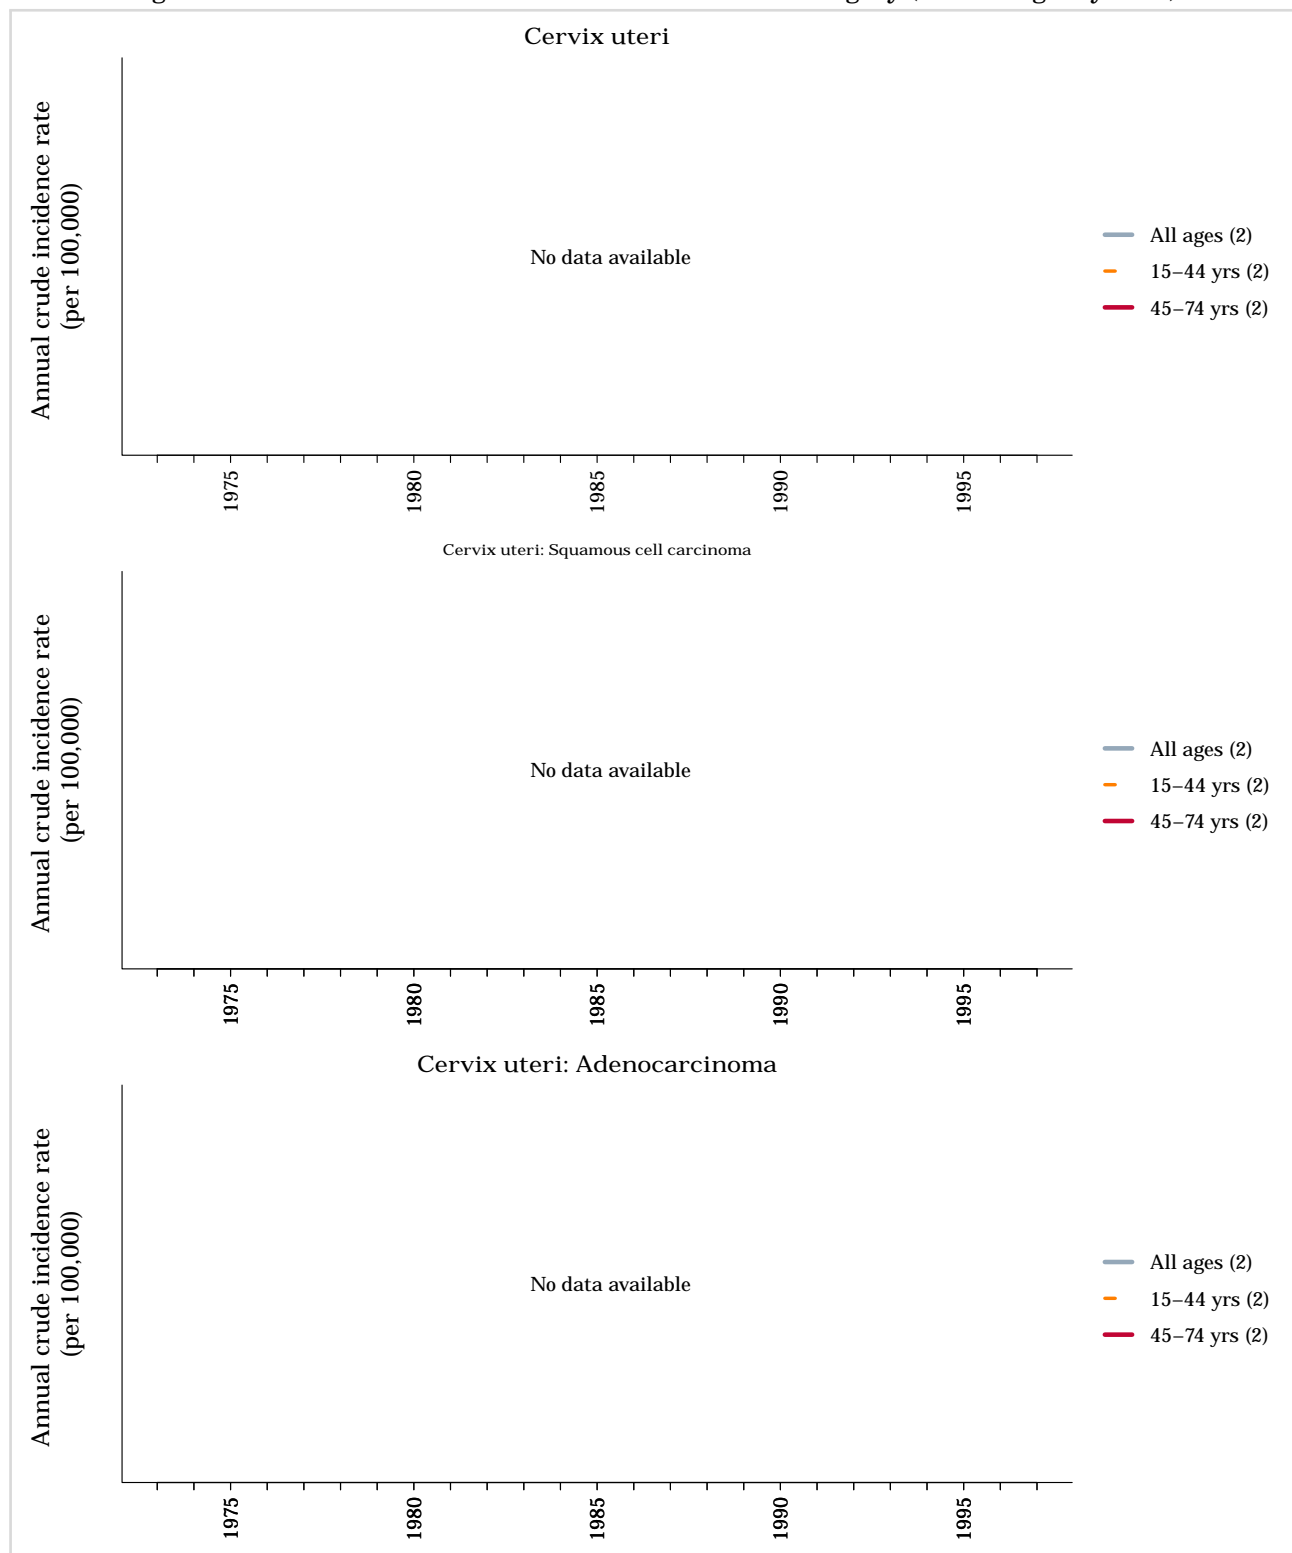 Cervix uteri
Annual crude incidence rate
(per 100,000)
No data available
All ages (2)
15–44 yrs (2)
45–74 yrs (2)
1975
1980
1985
1990
1995
Cervix uteri: Squamous cell carcinoma
Annual crude incidence rate
(per 100,000)
No data available
All ages (2)
15–44 yrs (2)
45–74 yrs (2)
1975
1980
1985
1990
1995
Cervix uteri: Adenocarcinoma
Annual crude incidence rate
(per 100,000)
No data available
All ages (2)
15–44 yrs (2)
45–74 yrs (2)
1975
1980
1985
1990
1995